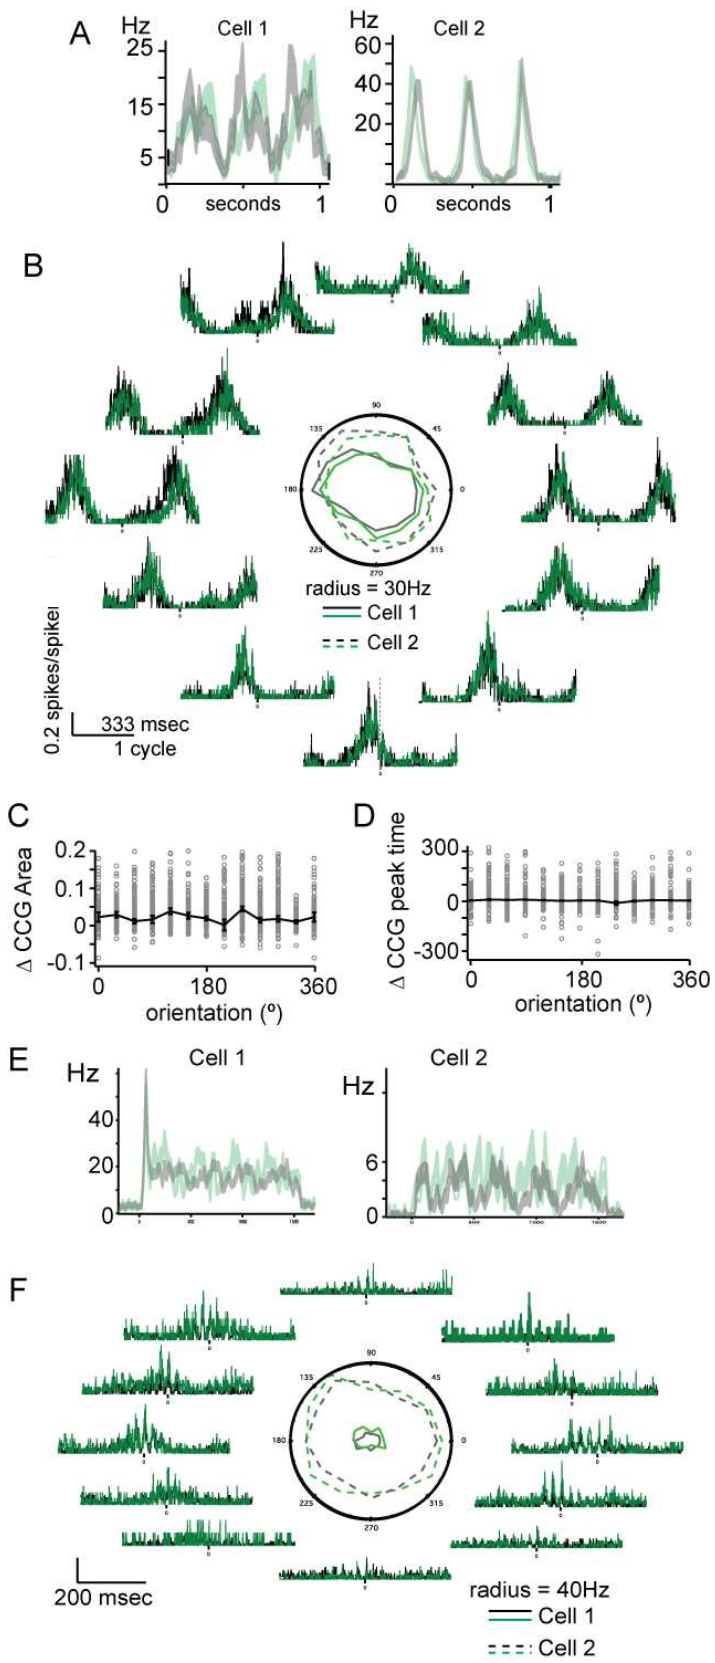 A
Hz
Cell 1
Hz
Cell 2
25
15
5
0 seconds 1
60
40
20
0 seconds 1
B
90
135
45
180
0
225
315
270
radius = 30Hz
Cell 1
Cell 2
0.2 spikes/spike
333 msec
1 cycle
C
Δ CCG Area
0.2
0.1
0
-0.1
0 180 360
orientation (º)
D
Δ CCG peak time
300
0
-300
0 180 360
orientation (º)
E
Cell 1
Cell 2
Hz
40
20
0
Hz
6
0
F
90
135
45
180
0
225
315
270
200 msec
radius = 40Hz
Cell 1
Cell 2